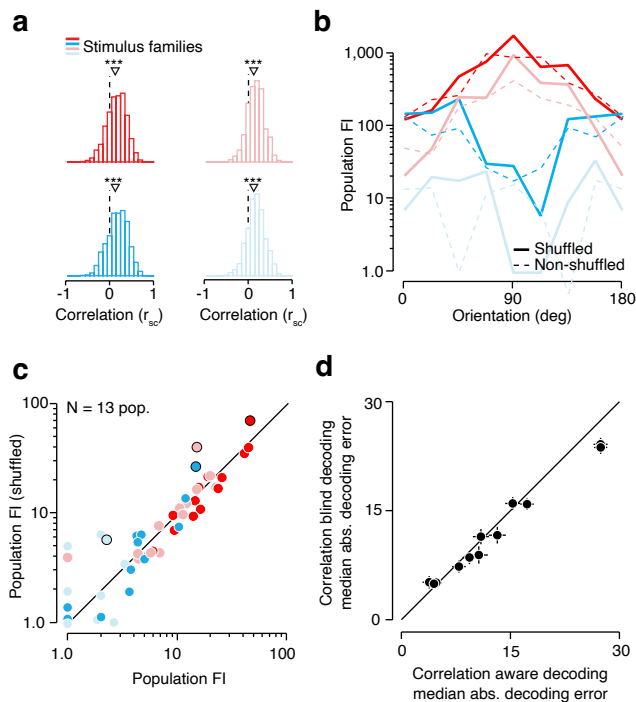 a
Stimulus families
***
***
***
***
-1 0 1
-1 0 1
Correlation (rsc)
Correlation (rsc)
b
Population FI
1,000
100
10
1.0
Shuffled
Non-shuffled
0 90 180
Orientation (deg)
c
N = 13 pop.
Population FI (shuffled)
100
10
1.0
1.0 10 100
Population FI
d
Correlation blind decoding
median abs. decoding error
30
15
0
0 15 30
Correlation aware decoding
median abs. decoding error